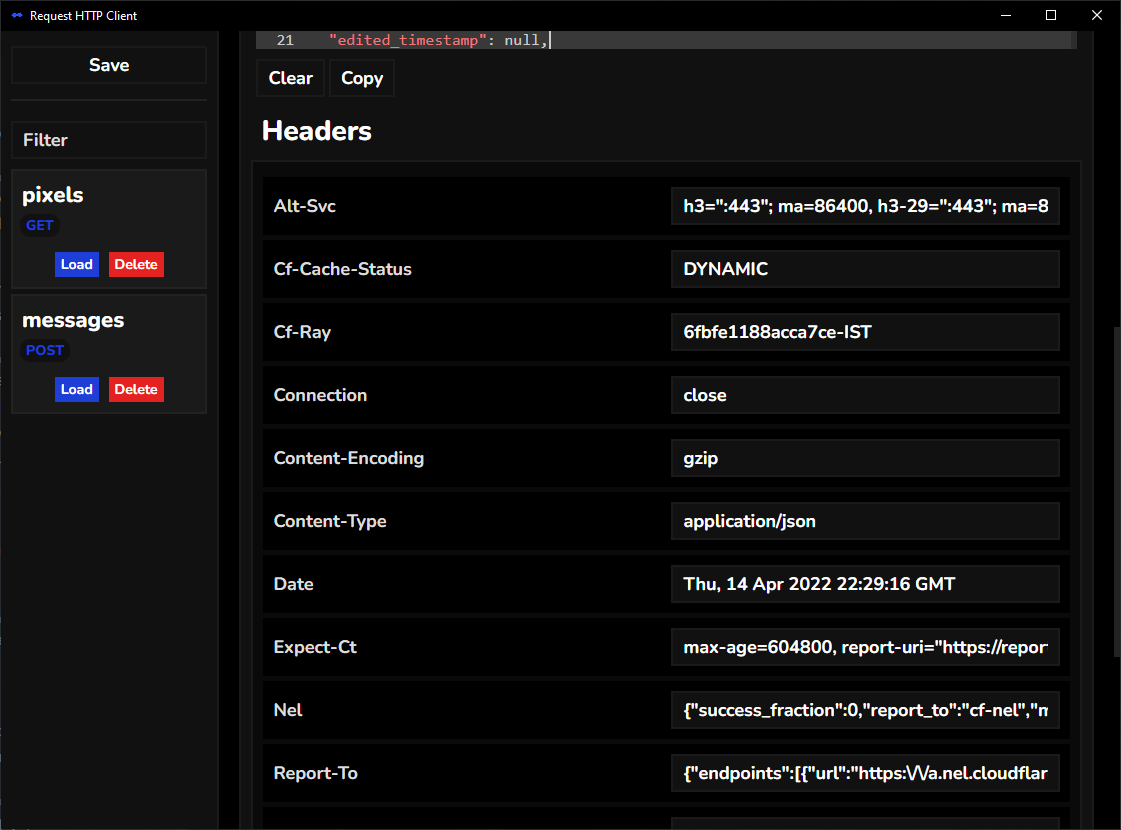 Request HTTP Client
Save
Filter
pixels
GET
Load Delete
messages
POST
Load Delete
21 "edited_timestamp": null,
Clear Copy
Headers
Alt-Svc h3=":443"; ma=86400, h3-29=":443"; ma=8
Cf-Cache-Status DYNAMIC
Cf-Ray 6fbfe1188acca7ce-IST
Connection close
Content-Encoding gzip
Content-Type application/json
Date Thu, 14 Apr 2022 22:29:16 GMT
Expect-Ct max-age=604800, report-uri="https://repor
Nel {"success_fraction":0,"report_to":"cf-nel","m
Report-To {"endpoints":[{"url":"https:\/\/a.nel.cloudflar